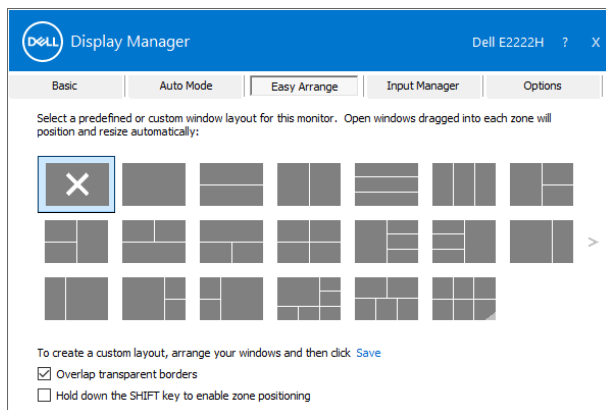 DELL Display Manager Dell E2222H ? X
Basic Auto Mode Easy Arrange Input Manager Options
Select a predefined or custom window layout for this monitor. Open windows dragged into each zone will
position and resize automatically:
To create a custom layout, arrange your windows and then click Save
Overlap transparent borders
Hold down the SHIFT key to enable zone positioning